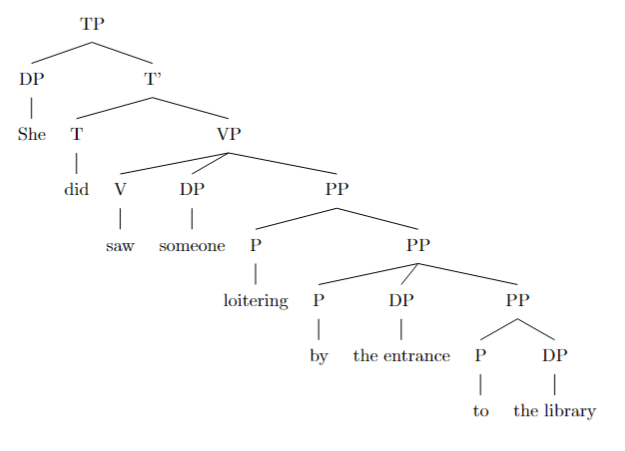 TP
DP T’
She T VP
did V DP PP
saw someone P PP
loitering P DP PP
by the entrance P DP
to the library